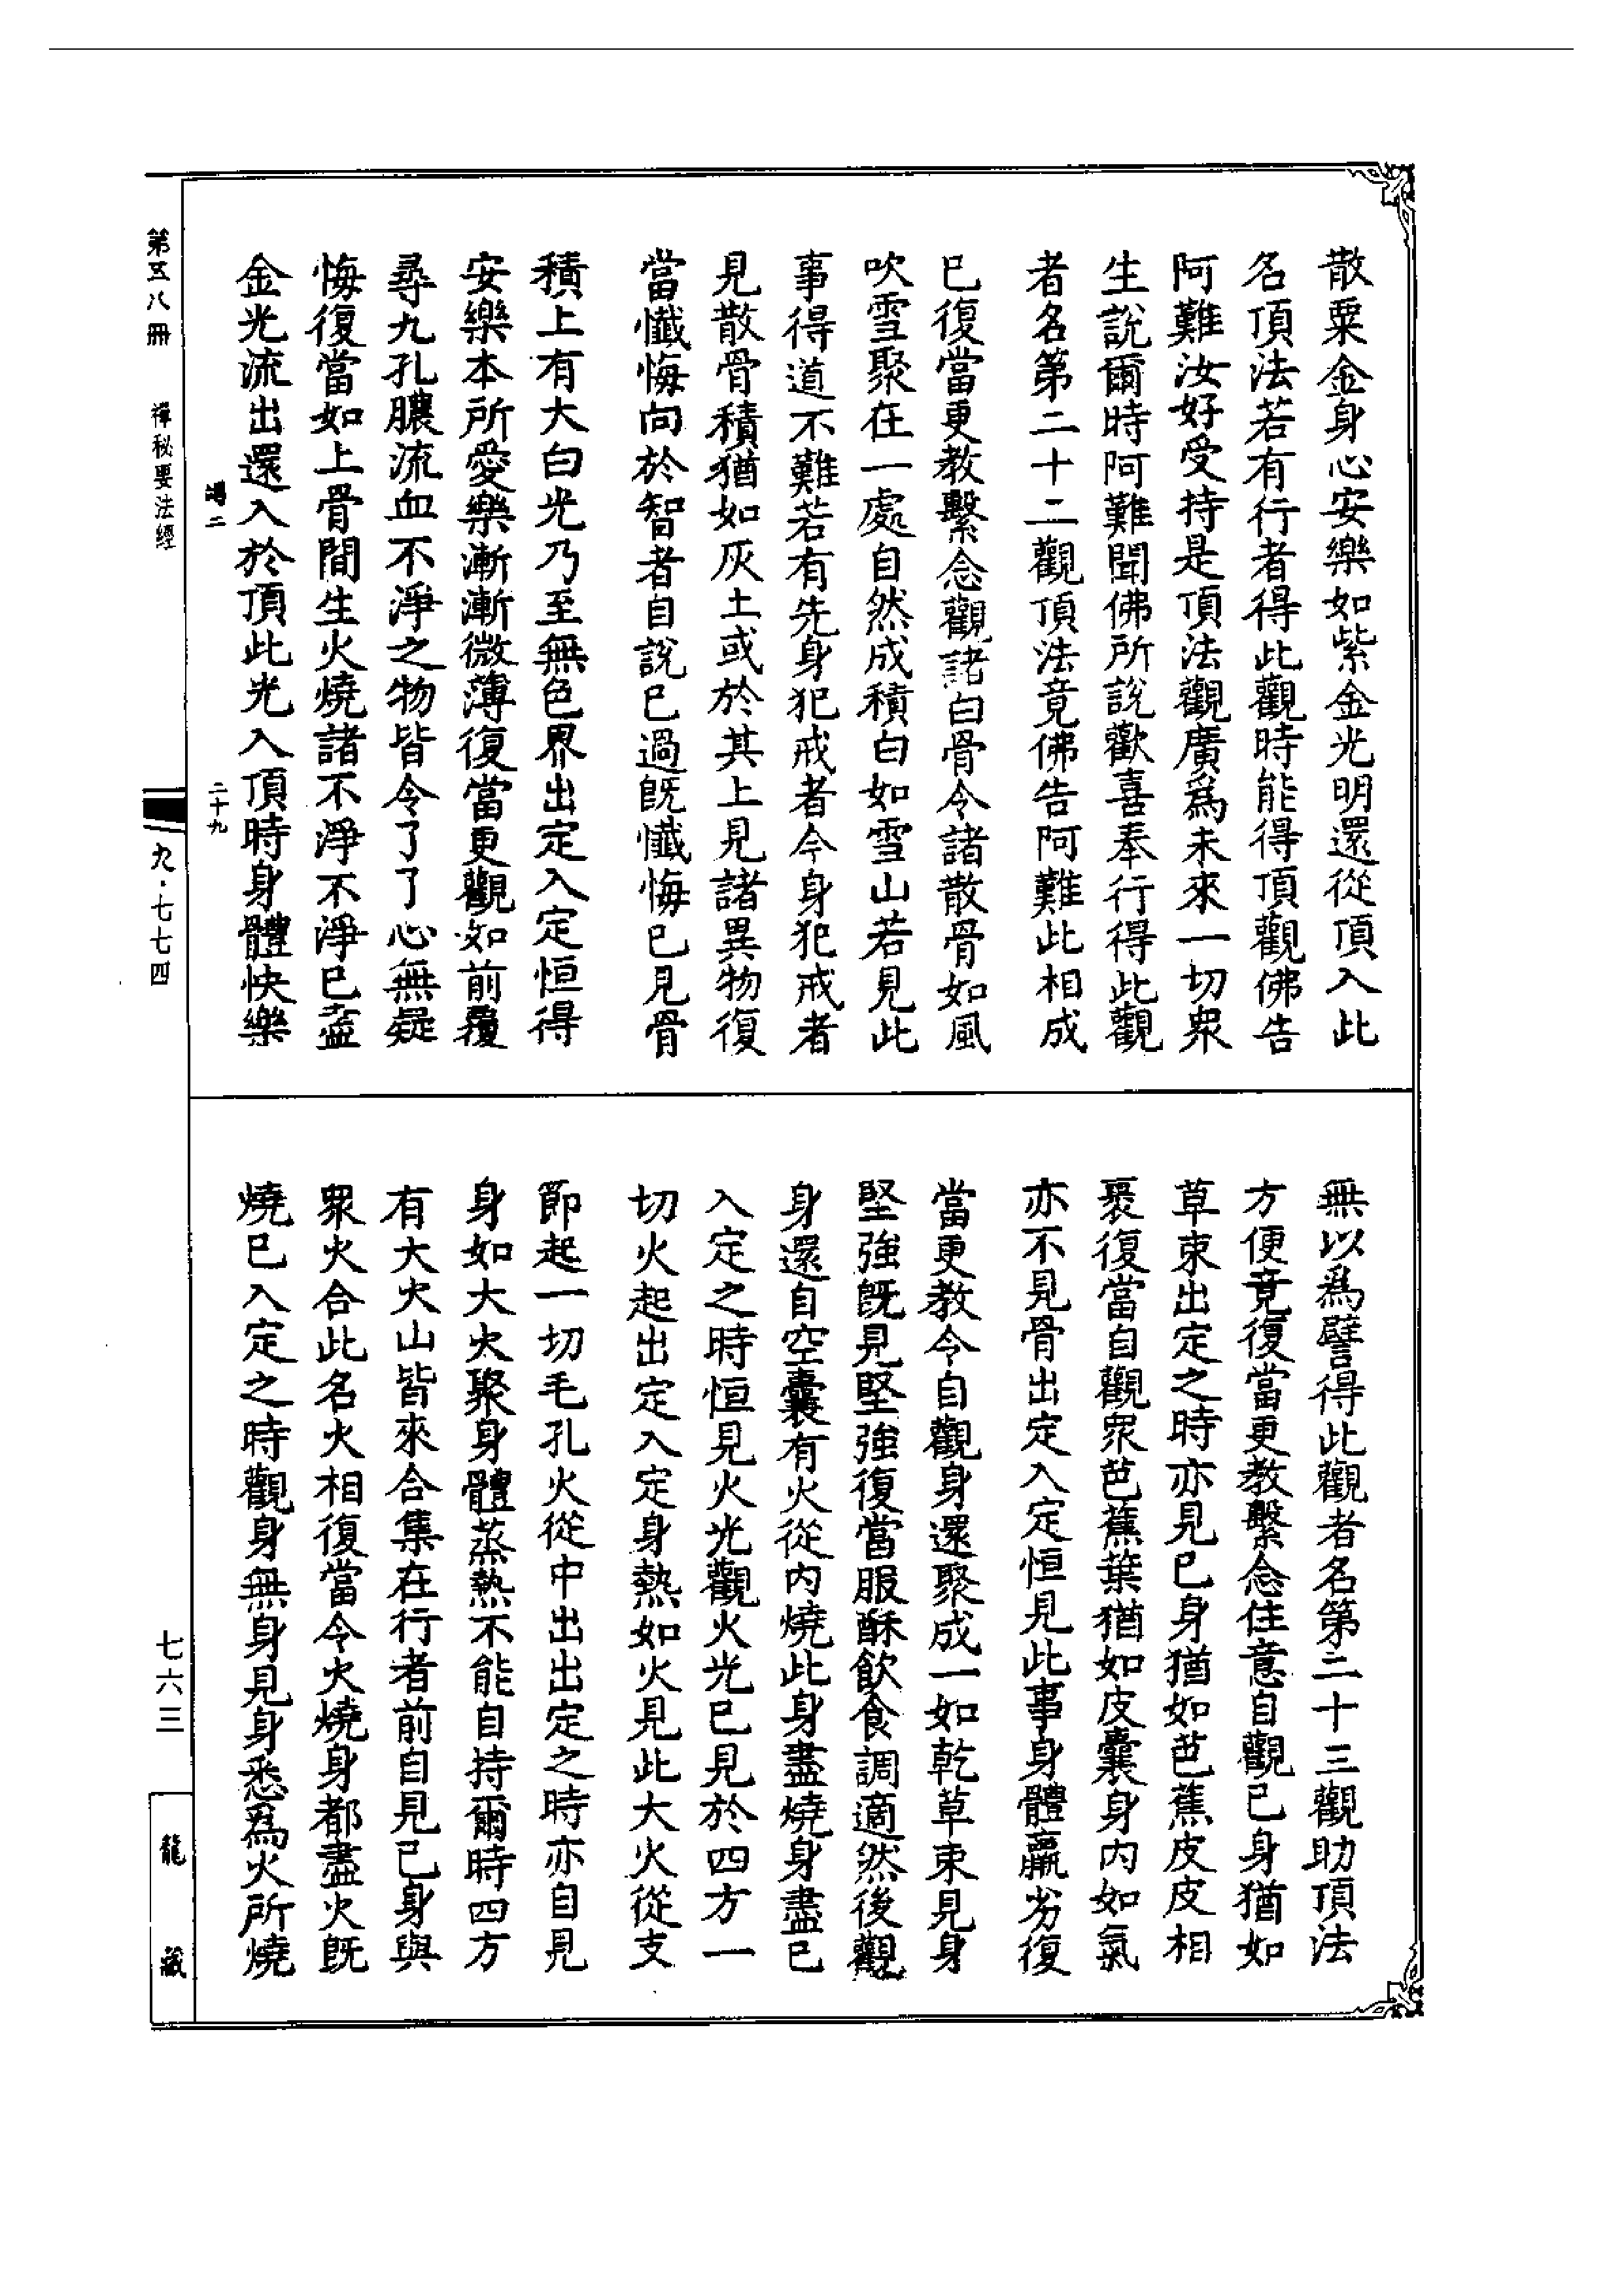 散粟金身心安樂如紫金光明還從頂入此
名頂法若有行者得此觀時能得頂觀佛告
阿難汝好受持是頂法觀廣為未來一切眾
生說爾時阿難聞佛所說歡喜奉行得此觀
者名第二十二觀頂法竟佛告阿難此相成
已復當更教繫念觀諸白骨令諸散骨如風
吹雪聚在一處自然成積白如雪山若見此
事得道不難若有先身犯戒者今身犯戒者
見散骨積猶如灰土或於其上見諸異物復
當懺悔向於智者自說已過既懺悔已見骨
積上有大白光乃至無色界出定入定恒得
安樂本所愛樂漸漸微薄復當更觀如前覆
尋九孔膿流血不淨之物皆令了了心無疑
悔復當如上骨間生火燒諸不淨不淨已盡
金光流出還入於頂此光入頂時身體快樂
無以為譬得此觀者名第二十三觀助頂法
方便竟復當更教繫念住意自觀已身猶如
草束出定之時亦見已身猶如芭蕉皮皮相
裹復當自觀眾芭蕉葉猶如皮囊身內如氣
亦不見骨出定入定恒見此事身體羸劣復
當更教令自觀身還聚成一如乾草束見身
堅強既見堅強復當服酥飲食調適然後觀
身還自空囊有火從內燒此身盡燒身盡已
入定之時恒見火光觀火光已見於四方一
切火起出定入定身熱如火見此大火從支
節起一切毛孔火從中出出定之時亦自見
身如大火聚身體蒸熱不能自持爾時四方
有大火山皆來合集在行者前自見已身與
眾火合此名火相復當令火燒身都盡火既
燒已入定之時觀身無身見身悉為火所燒
第五八冊
禪秘要法經
九·七七四
七六三
龍藏
二十九